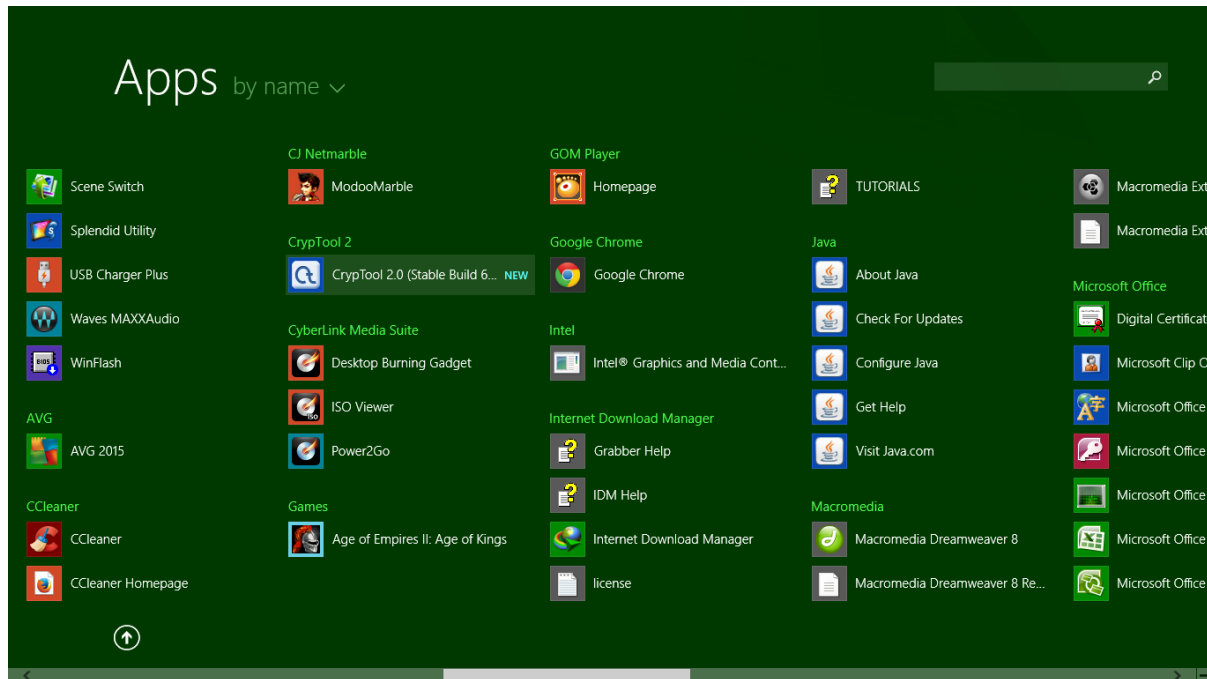 Apps by name
Scene Switch
Splendid Utility
USB Charger Plus
Waves MAXXAudio
WinFlash
AVG
AVG 2015
CCleaner
CCleaner
CCleaner Homepage
CJ Netmarble
ModooMarble
CrypTool 2
CrypTool 2.0 (Stable Build 6... NEW
CyberLink Media Suite
Desktop Burning Gadget
ISO Viewer
Power2Go
Games
Age of Empires II: Age of Kings
GOM Player
Homepage
Google Chrome
Google Chrome
Intel
Intel® Graphics and Media Cont...
Internet Download Manager
Grabber Help
IDM Help
Internet Download Manager
license
TUTORIALS
Java
About Java
Check For Updates
Configure Java
Get Help
Visit Java.com
Macromedia
Macromedia Dreamweaver 8
Macromedia Dreamweaver 8 Re...
Macromedia Ext
Macromedia Ext
Microsoft Office
Digital Certificat
Microsoft Clip O
Microsoft Office
Microsoft Office
Microsoft Office
Microsoft Office
Microsoft Office